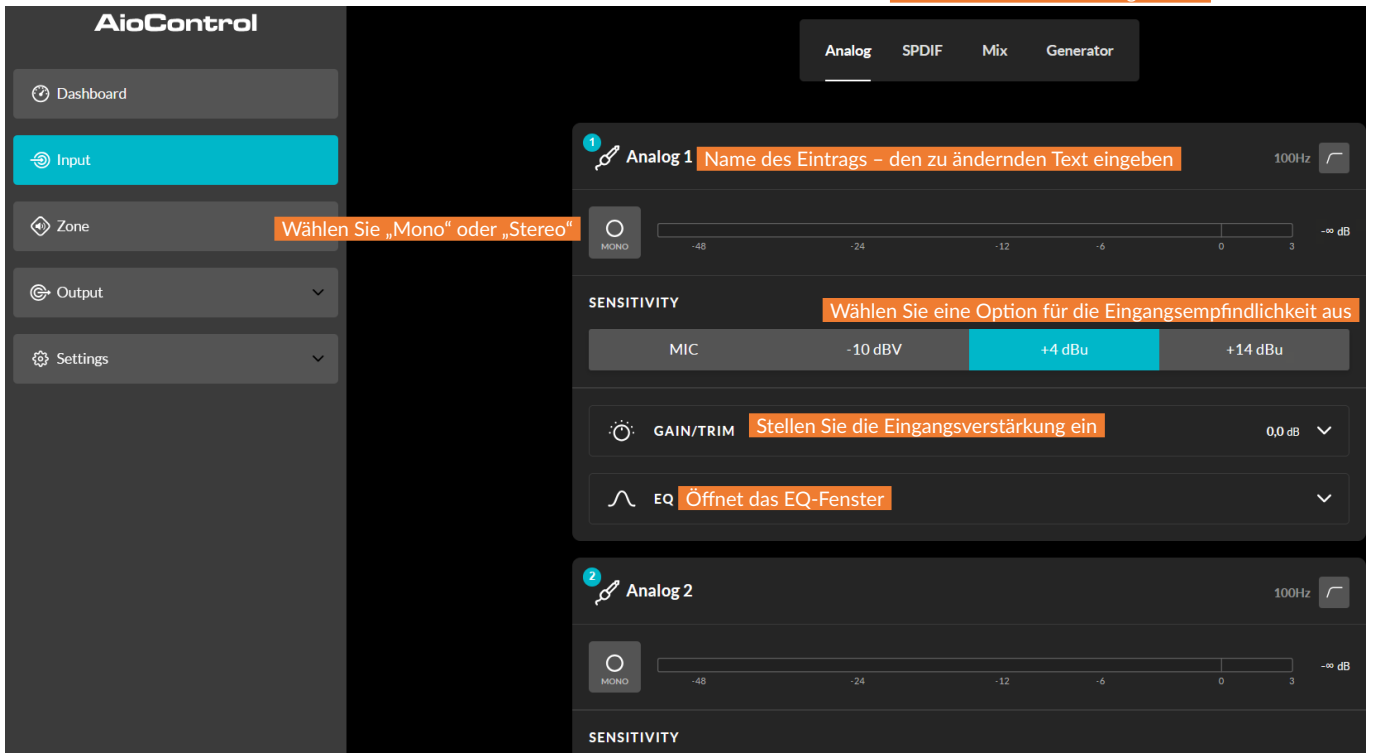 AioControl
Analog SPDIF Mix Generator
Dashboard
Input
Zone
Output
Settings
1
Analog 1 Name des Eintrags – den zu ändernden Text eingeben 100Hz
Wählen Sie „Mono“ oder „Stereo“
MONO -48 -24 -12 -6 0 3 -∞ dB
SENSITIVITY
Wählen Sie eine Option für die Eingangsempfindlichkeit aus
MIC -10 dBV +4 dBu +14 dBu
GAIN/TRIM Stellen Sie die Eingangsverstärkung ein 0,0 dB
EQ Öffnet das EQ-Fenster
2
Analog 2 100Hz
MONO -48 -24 -12 -6 0 3 -∞ dB
SENSITIVITY